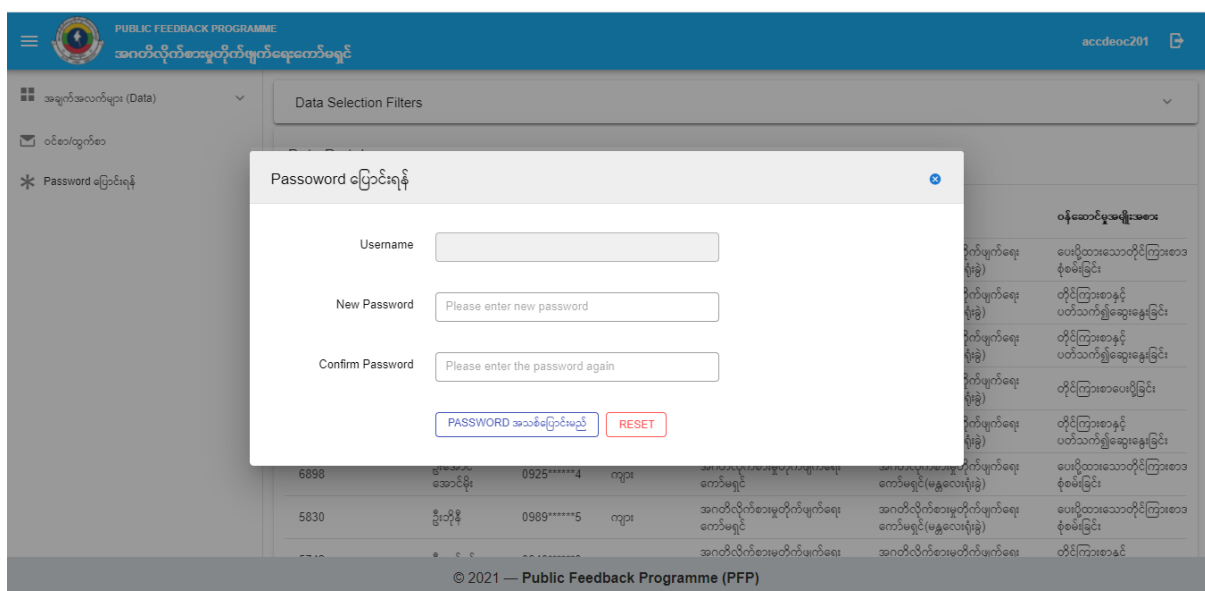 PUBLIC FEEDBACK PROGRAMME
အဂတိလိုက်စားမှုတိုက်ဖျက်ရေးကော်မရှင်
accdeoc201
အချက်အလက်များ (Data)
ဝင်စာ/ထွက်စာ
Password ပြောင်းရန်
Data Selection Filters
Passoword ပြောင်းရန်
Username
New Password
Please enter new password
Confirm Password
Please enter the password again
PASSWORD အသစ်ပြောင်းမည်
RESET
ဝန်ဆောင်မှုအမျိုးအစား
ပေးပို့ထားသောတိုင်ကြားစာဒ
စုံစမ်းခြင်း
တိုင်ကြားစာနှင့်
ပတ်သက်၍ဆွေးနွေးခြင်း
တိုင်ကြားစာနှင့်
ပတ်သက်၍ဆွေးနွေးခြင်း
တိုင်ကြားစာပေးပို့ခြင်း
တိုင်ကြားစာနှင့်
ပတ်သက်၍ဆွေးနွေးခြင်း
6898
အောင်မိုး
0925******4
ကျား
ကော်မရှင်
ကော်မရှင်(မန္တလေးရုံးခွဲ)
ပေးပို့ထားသောတိုင်ကြားစာဒ
စုံစမ်းခြင်း
5830
ဦးဘိုနီ
0989******5
ကျား
အဂတိလိုက်စားမှုတိုက်ဖျက်ရေး
ကော်မရှင်
အဂတိလိုက်စားမှုတိုက်ဖျက်ရေး
ကော်မရှင်(မန္တလေးရုံးခွဲ)
ပေးပို့ထားသောတိုင်ကြားစာဒ
စုံစမ်းခြင်း
အဂတိလိုက်စားမှုတိုက်ဖျက်ရေး
အဂတိလိုက်စားမှုတိုက်ဖျက်ရေး
တိုင်ကြားစာနှင့်
© 2021 — Public Feedback Programme (PFP)